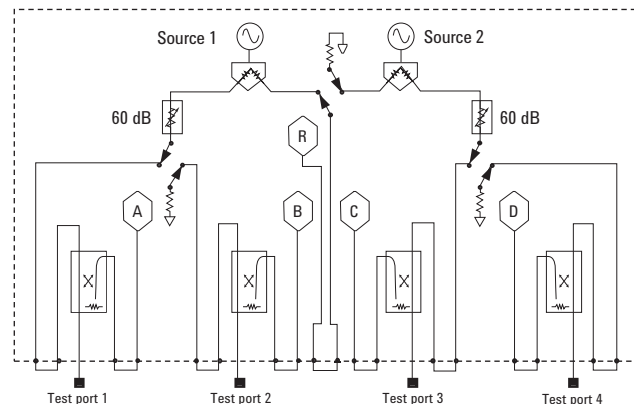 Source 1
Source 2
60 dB
60 dB
R
A
B
C
D
Test port 1
Test port 2
Test port 3
Test port 4